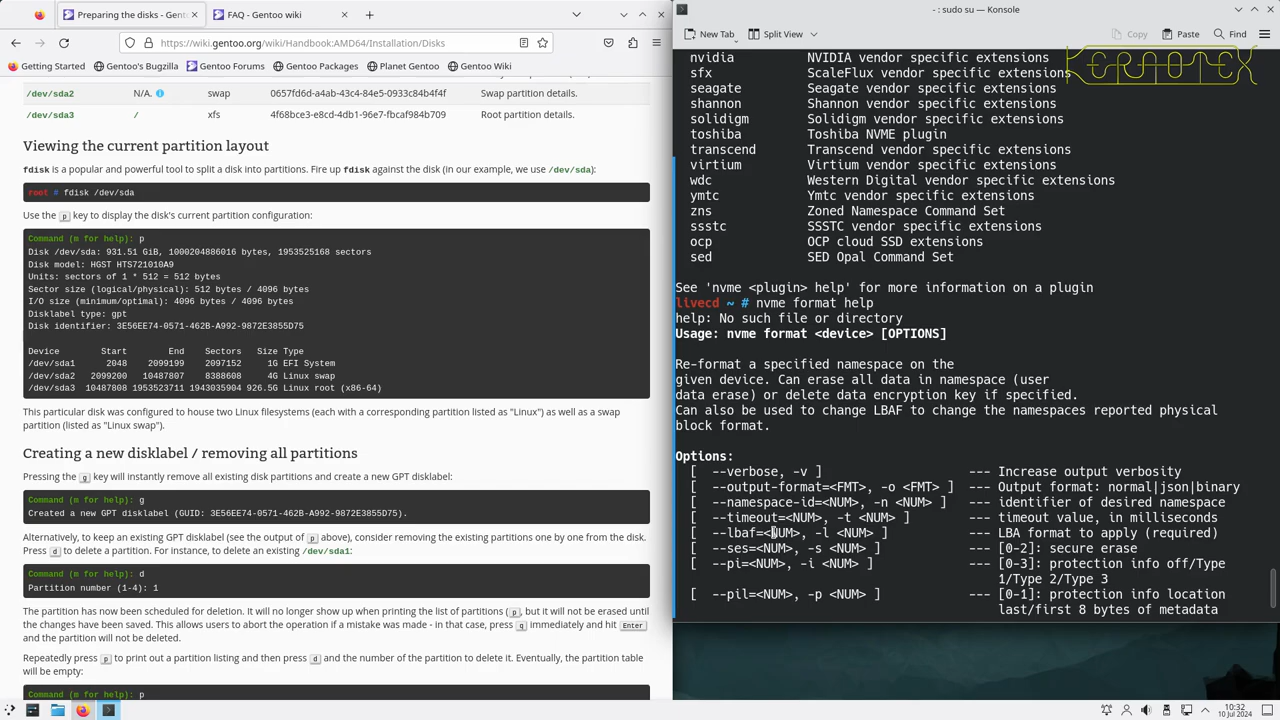 Preparing the disks - Gent
FAQ - Gentoo wiki
https://wiki.gentoo.org/wiki/Handbook:AMD64/Installation/Disks
Getting Started
Gentoo's Bugzilla
Gentoo Forums
Gentoo Packages
Planet Gentoo
Gentoo Wiki
/dev/sda2 N/A. swap 0657fd6d-a4ab-43c4-84e5-0933c84b4f4f Swap partition details.
/dev/sda3 / xfs 4f68bce3-e8cd-4db1-96e7-fbcaf984b709 Root partition details.
Viewing the current partition layout
fdisk is a popular and powerful tool to split a disk into partitions. Fire up fdisk against the disk (in our example, we use /dev/sda):
root # fdisk /dev/sda
Use the p key to display the disk's current partition configuration:
Command (m for help): p
Disk /dev/sda: 931.51 GiB, 1000204886016 bytes, 1953525168 sectors
Disk model: HGST HTS721010A9
Units: sectors of 1 * 512 = 512 bytes
Sector size (logical/physical): 512 bytes / 4096 bytes
I/O size (minimum/optimal): 4096 bytes / 4096 bytes
Disklabel type: gpt
Disk identifier: 3E56EE74-0571-462B-A992-9872E3855D75
Device Start End Sectors Size Type
/dev/sda1 2048 2099199 2097152 1G EFI System
/dev/sda2 2099200 10487807 8388608 4G Linux swap
/dev/sda3 10487808 1953523711 1943035904 926.5G Linux root (x86-64)
This particular disk was configured to house two Linux filesystems (each with a corresponding partition listed as "Linux") as well as a swap
partition (listed as "Linux swap").
Creating a new disklabel / removing all partitions
Pressing the g key will instantly remove all existing disk partitions and create a new GPT disklabel:
Command (m for help): g
Created a new GPT disklabel (GUID: 3E56EE74-0571-462B-A992-9872E3855D75).
Alternatively, to keep an existing GPT disklabel (see the output of p above), consider removing the existing partitions one by one from the disk.
Press d to delete a partition. For instance, to delete an existing /dev/sda1:
Command (m for help): d
Partition number (1-4): 1
The partition has now been scheduled for deletion. It will no longer show up when printing the list of partitions (p, but it will not be erased until
the changes have been saved. This allows users to abort the operation if a mistake was made - in that case, press q immediately and hit Enter
and the partition will not be deleted.
Repeatedly press p to print out a partition listing and then press d and the number of the partition to delete it. Eventually, the partition table
will be empty:
Command (m for help): p
- : sudo su — Konsole
New Tab
Split View
Copy
Paste
Find
KERNOTEX
nvidia NVIDIA vendor specific extensions
sfx ScaleFlux vendor specific extensions
seagate Seagate vendor specific extensions
shannon Shannon vendor specific extensions
solidigm Solidigm vendor specific extensions
toshiba Toshiba NVME plugin
transcend Transcend vendor specific extensions
virtium Virtium vendor specific extensions
wdc Western Digital vendor specific extensions
ymtc Ymtc vendor specific extensions
zns Zoned Namespace Command Set
ssstc SSSTC vendor specific extensions
ocp OCP cloud SSD extensions
sed SED Opal Command Set
See 'nvme <plugin> help' for more information on a plugin
livecd ~ # nvme format help
help: No such file or directory
Usage: nvme format <device> [OPTIONS]
Re-format a specified namespace on the
given device. Can erase all data in namespace (user
data erase) or delete data encryption key if specified.
Can also be used to change LBAF to change the namespaces reported physical
block format.
Options:
[ --verbose, -v ] --- Increase output verbosity
[ --output-format=<FMT>, -o <FMT> ] --- Output format: normal|json|binary
[ --namespace-id=<NUM>, -n <NUM> ] --- identifier of desired namespace
[ --timeout=<NUM>, -t <NUM> ] --- timeout value, in milliseconds
[ --lbaf=<NUM>, -l <NUM> ] --- LBA format to apply (required)
[ --ses=<NUM>, -s <NUM> ] --- [0-2]: secure erase
[ --pi=<NUM>, -i <NUM> ] --- [0-3]: protection info off/Type
1/Type 2/Type 3
[ --pil=<NUM>, -p <NUM> ] --- [0-1]: protection info location
last/first 8 bytes of metadata
10:32
10 Jul 2024